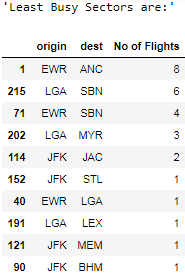 'Least Busy Sectors are:'
origin dest No of Flights
1 EWR ANC 8
215 LGA SBN 6
71 EWR SBN 4
202 LGA MYR 3
114 JFK JAC 2
152 JFK STL 1
40 EWR LGA 1
191 LGA LEX 1
121 JFK MEM 1
90 JFK BHM 1